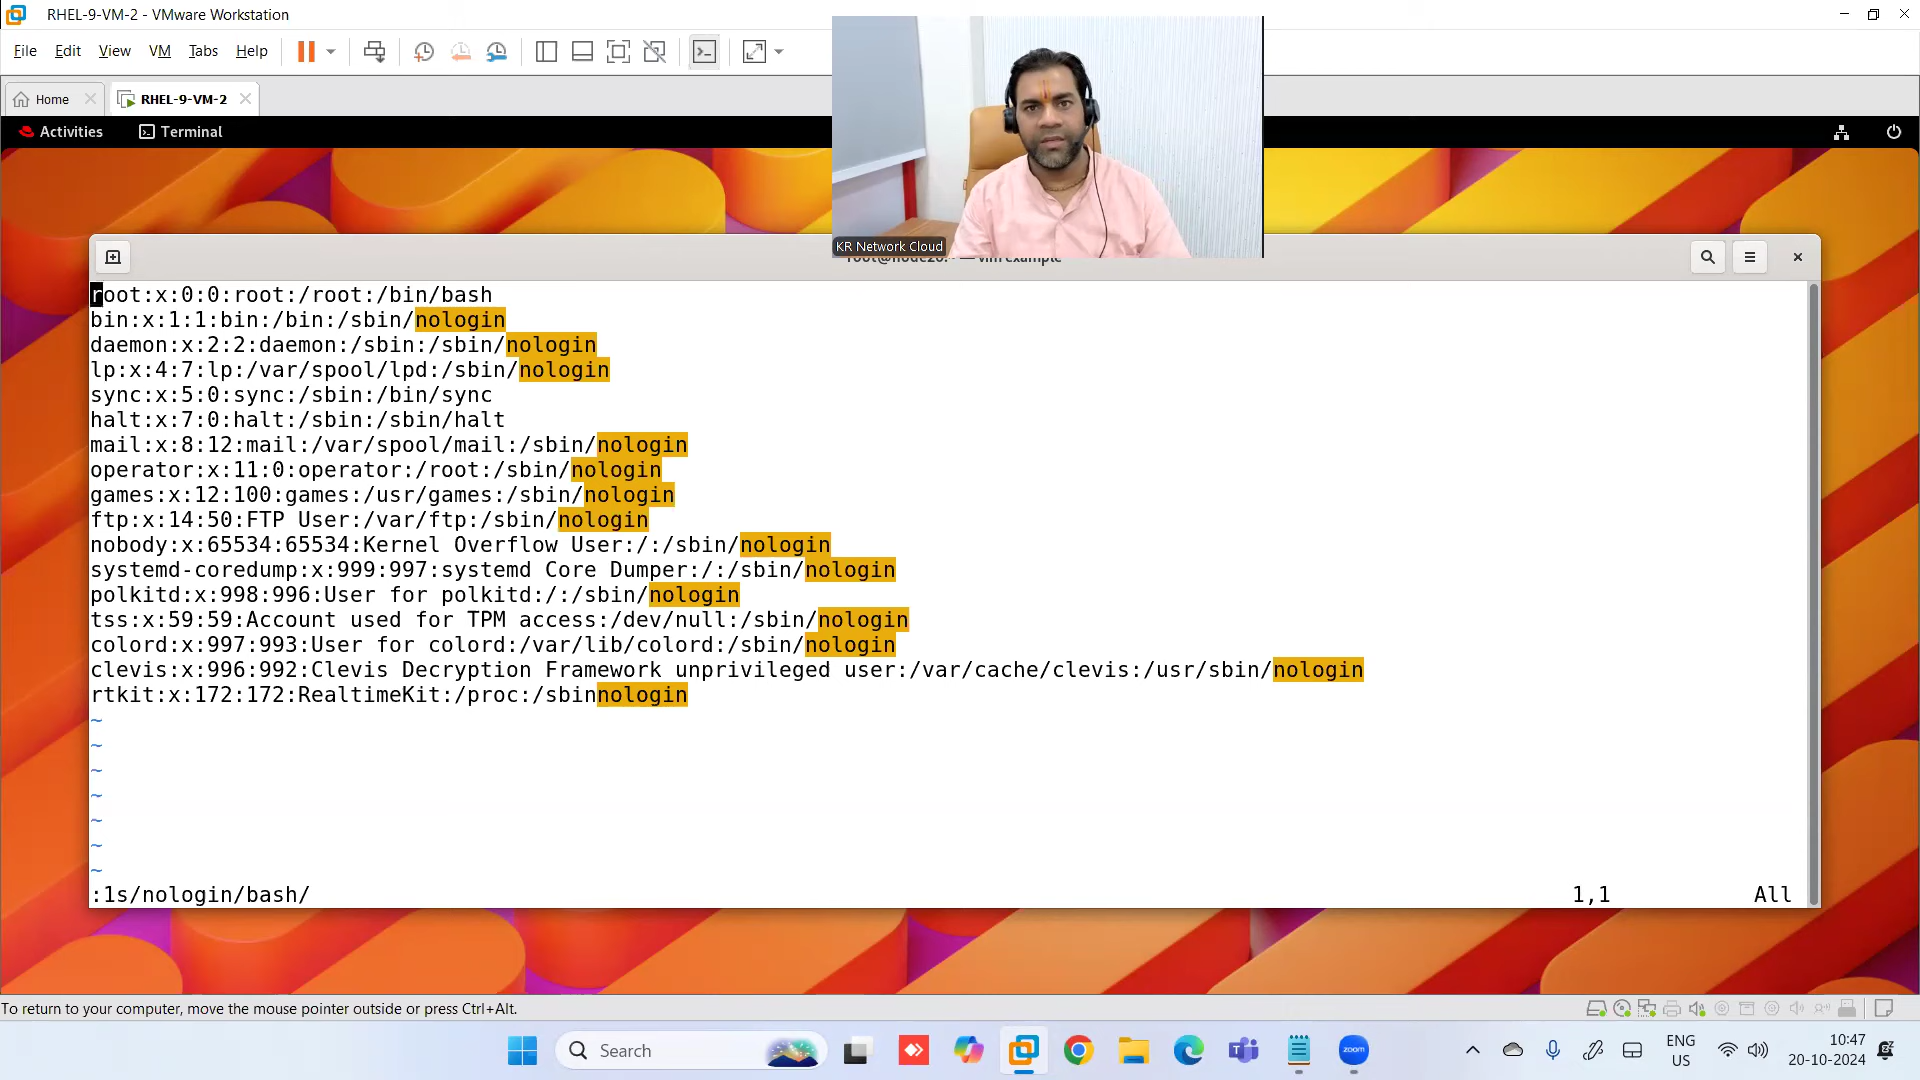 RHEL-9-VM-2 - VMware Workstation
File Edit View VM Tabs Help
Home RHEL-9-VM-2
Activities Terminal
KR Network Cloud
root:x:0:0:root:/root:/bin/bash
bin:x:1:1:bin:/bin:/sbin/nologin
daemon:x:2:2:daemon:/sbin:/sbin/nologin
lp:x:4:7:lp:/var/spool/lpd:/sbin/nologin
sync:x:5:0:sync:/sbin:/bin/sync
halt:x:7:0:halt:/sbin:/sbin/halt
mail:x:8:12:mail:/var/spool/mail:/sbin/nologin
operator:x:11:0:operator:/root:/sbin/nologin
games:x:12:100:games:/usr/games:/sbin/nologin
ftp:x:14:50:FTP User:/var/ftp:/sbin/nologin
nobody:x:65534:65534:Kernel Overflow User:/:/sbin/nologin
systemd-coredump:x:999:997:systemd Core Dumper:/:/sbin/nologin
polkitd:x:998:996:User for polkitd:/:/sbin/nologin
tss:x:59:59:Account used for TPM access:/dev/null:/sbin/nologin
colord:x:997:993:User for colord:/var/lib/colord:/sbin/nologin
clevis:x:996:992:Clevis Decryption Framework unprivileged user:/var/cache/clevis:/usr/sbin/nologin
rtkit:x:172:172:RealtimeKit:/proc:/sbinnologin
~
~
~
~
~
~
~
:1s/nologin/bash/ 1,1 All
To return to your computer, move the mouse pointer outside or press Ctrl+Alt.
Search
zoom
ENG
US
10:47
20-10-2024